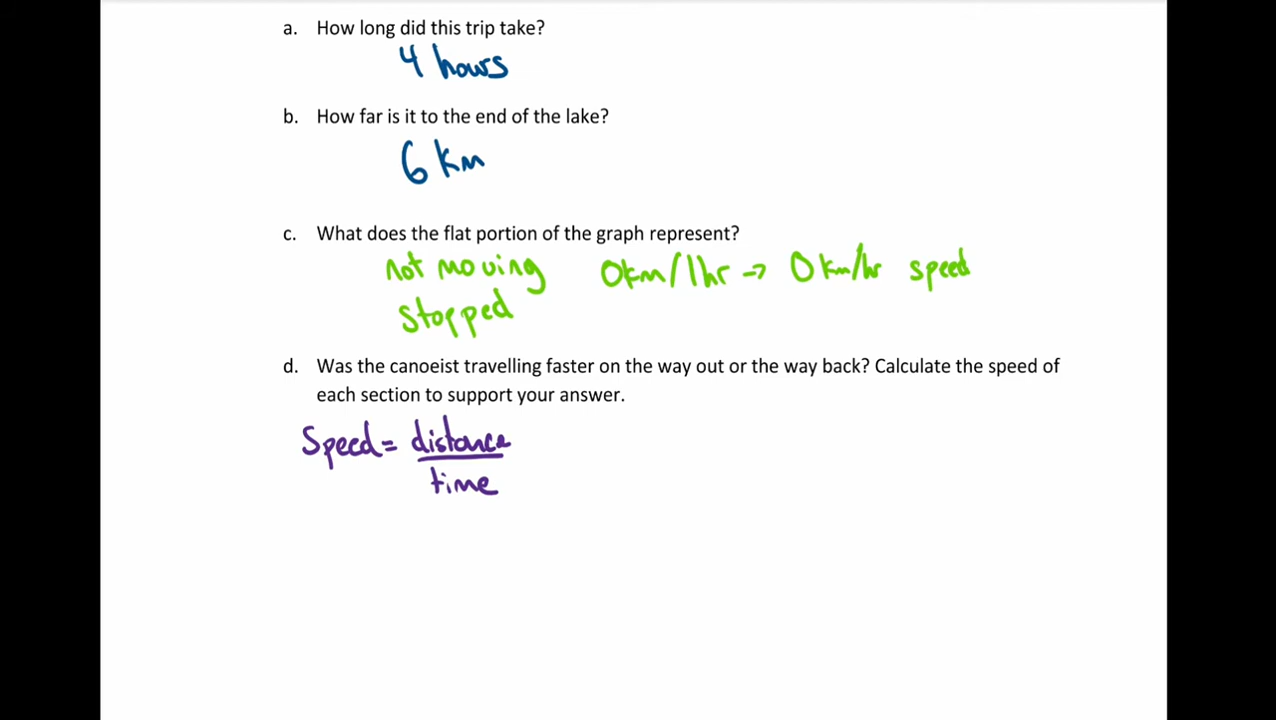 a. How long did this trip take?
4 hours
b. How far is it to the end of the lake?
6 km
c. What does the flat portion of the graph represent?
not moving 0km/1hr → 0 km/hr speed
stopped
d. Was the canoeist travelling faster on the way out or the way back? Calculate the speed of
each section to support your answer.
Speed = distance
time